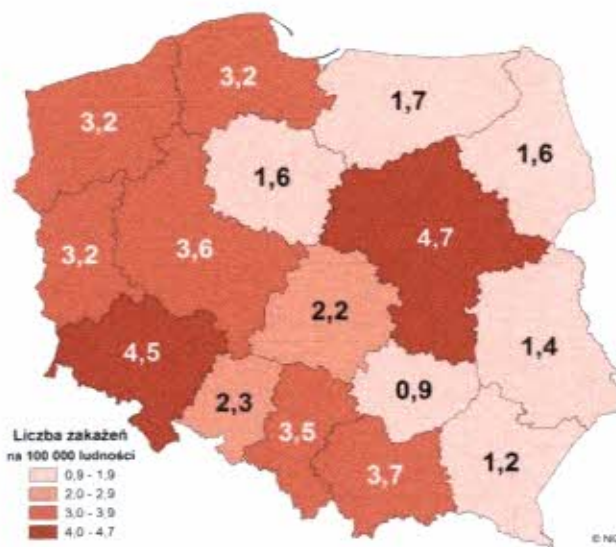 3,2
3,2
1,7
1,6
1,6
3,2
3,6
4,7
2,2
4,5
1,4
2,3
0,9
3,5
3,7
1,2
Liczba zakażeń
na 100 000 ludności
0,9 - 1,9
2,0 - 2,9
3,0 - 3,9
4,0 - 4,7